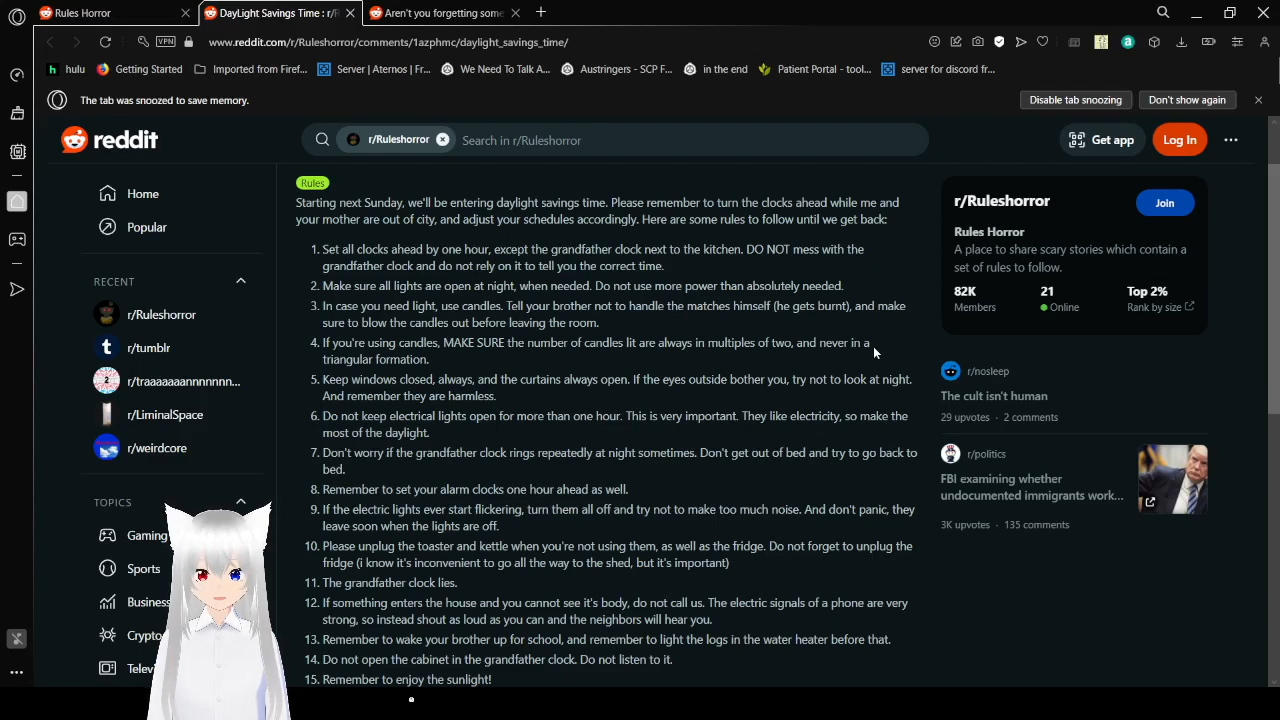 Rules Horror
DayLight Savings Time : r/R
Aren't you forgetting some
VPN
www.reddit.com/r/Ruleshorror/comments/1azphmc/daylight_savings_time/
hulu
Getting Started
Imported from Firef...
Server | Aternos | Fr...
We Need To Talk A...
Austringers - SCP F...
in the end
Patient Portal - tool...
server for discord fr...
The tab was snoozed to save memory.
Disable tab snoozing
Don't show again
reddit
r/Ruleshorror
Search in r/Ruleshorror
Get app
Log In
Home
Popular
RECENT
r/Ruleshorror
r/tumblr
r/traaaaaaannnnnnn...
r/LiminalSpace
r/weirdcore
TOPICS
Gaming
Sports
Business
Crypto
Televi
Rules
Starting next Sunday, we'll be entering daylight savings time. Please remember to turn the clocks ahead while me and
your mother are out of city, and adjust your schedules accordingly. Here are some rules to follow until we get back:
1. Set all clocks ahead by one hour, except the grandfather clock next to the kitchen. DO NOT mess with the
grandfather clock and do not rely on it to tell you the correct time.
2. Make sure all lights are open at night, when needed. Do not use more power than absolutely needed.
3. In case you need light, use candles. Tell your brother not to handle the matches himself (he gets burnt), and make
sure to blow the candles out before leaving the room.
4. If you're using candles, MAKE SURE the number of candles lit are always in multiples of two, and never in a
triangular formation.
5. Keep windows closed, always, and the curtains always open. If the eyes outside bother you, try not to look at night.
And remember they are harmless.
6. Do not keep electrical lights open for more than one hour. This is very important. They like electricity, so make the
most of the daylight.
7. Don't worry if the grandfather clock rings repeatedly at night sometimes. Don't get out of bed and try to go back to
bed.
8. Remember to set your alarm clocks one hour ahead as well.
9. If the electric lights ever start flickering, turn them all off and try not to make too much noise. And don't panic, they
leave soon when the lights are off.
10. Please unplug the toaster and kettle when you're not using them, as well as the fridge. Do not forget to unplug the
fridge (i know it's inconvenient to go all the way to the shed, but it's important)
11. The grandfather clock lies.
12. If something enters the house and you cannot see it's body, do not call us. The electric signals of a phone are very
strong, so instead shout as loud as you can and the neighbors will hear you.
13. Remember to wake your brother up for school, and remember to light the logs in the water heater before that.
14. Do not open the cabinet in the grandfather clock. Do not listen to it.
15. Remember to enjoy the sunlight!
r/Ruleshorror
Join
Rules Horror
A place to share scary stories which contain a
set of rules to follow.
82K
21
Top 2%
Members
Online
Rank by size
r/nosleep
The cult isn't human
29 upvotes · 2 comments
r/politics
FBI examining whether
undocumented immigrants work...
3K upvotes · 135 comments